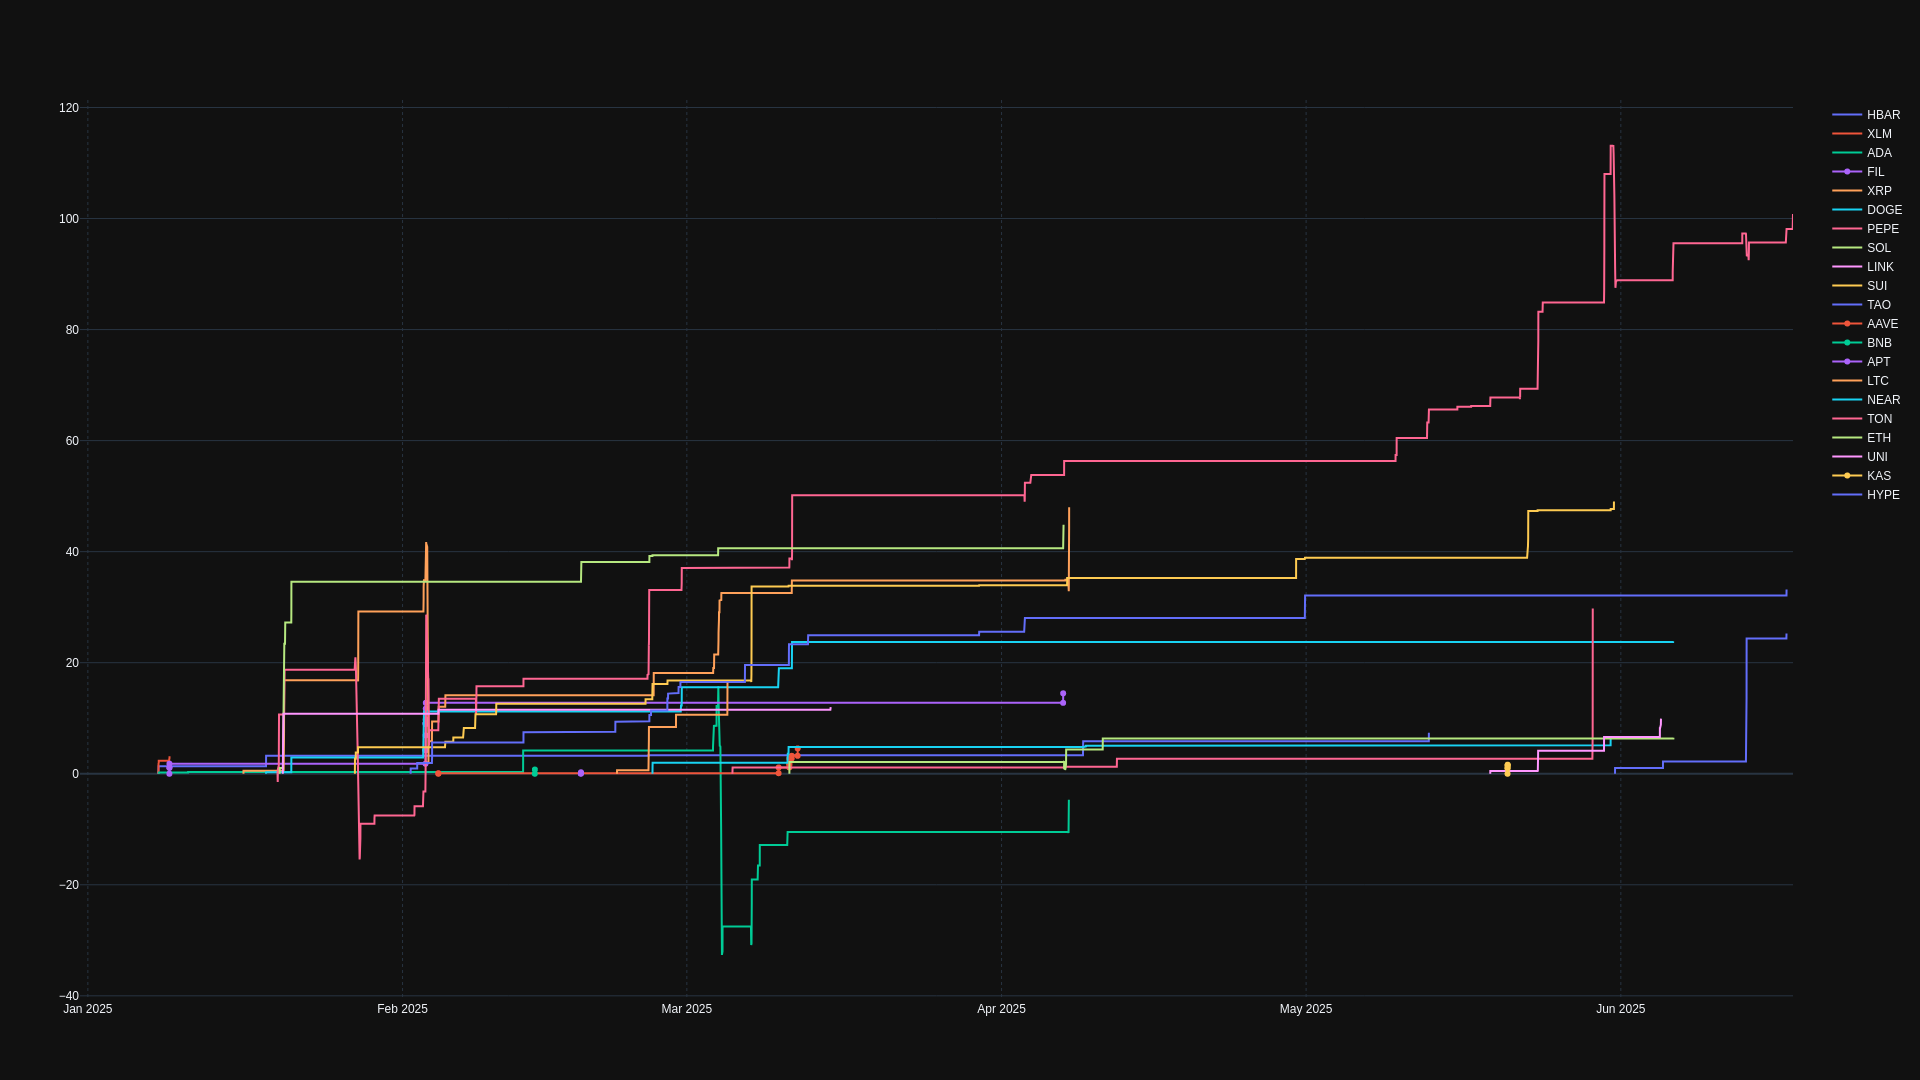 120
100
80
60
40
20
0
−20
−40
Jan 2025
Feb 2025
Mar 2025
Apr 2025
May 2025
Jun 2025
HBAR
XLM
ADA
FIL
XRP
DOGE
PEPE
SOL
LINK
SUI
TAO
AAVE
BNB
APT
LTC
NEAR
TON
ETH
UNI
KAS
HYPE